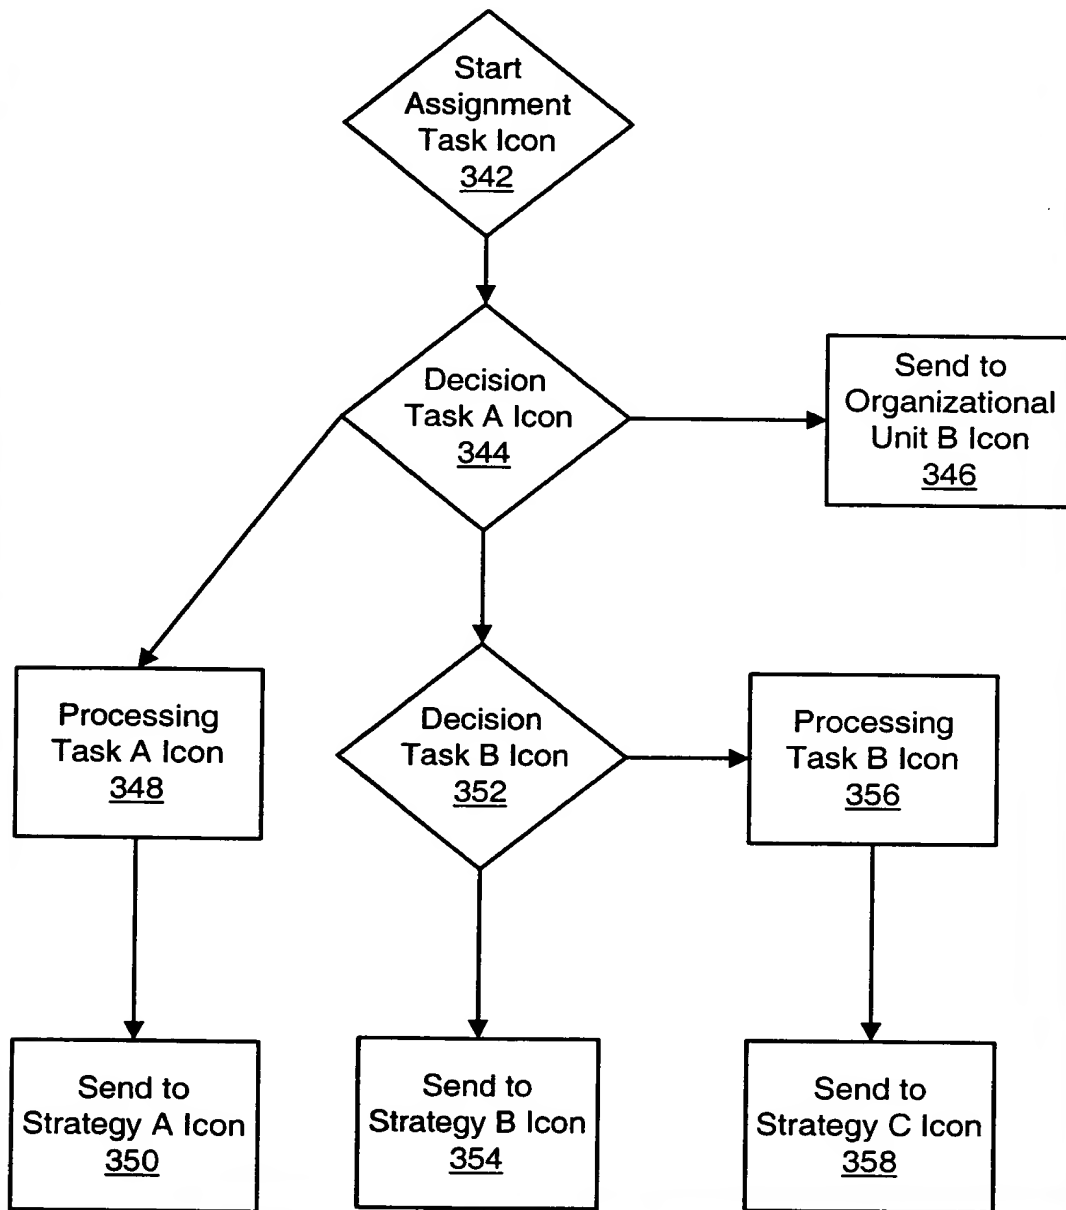 Start
Assignment
Task Icon
342
Decision
Task A Icon
344
Send to
Organizational
Unit B Icon
346
Processing
Task A Icon
348
Decision
Task B Icon
352
Processing
Task B Icon
356
Send to
Strategy A Icon
350
Send to
Strategy B Icon
354
Send to
Strategy C Icon
358